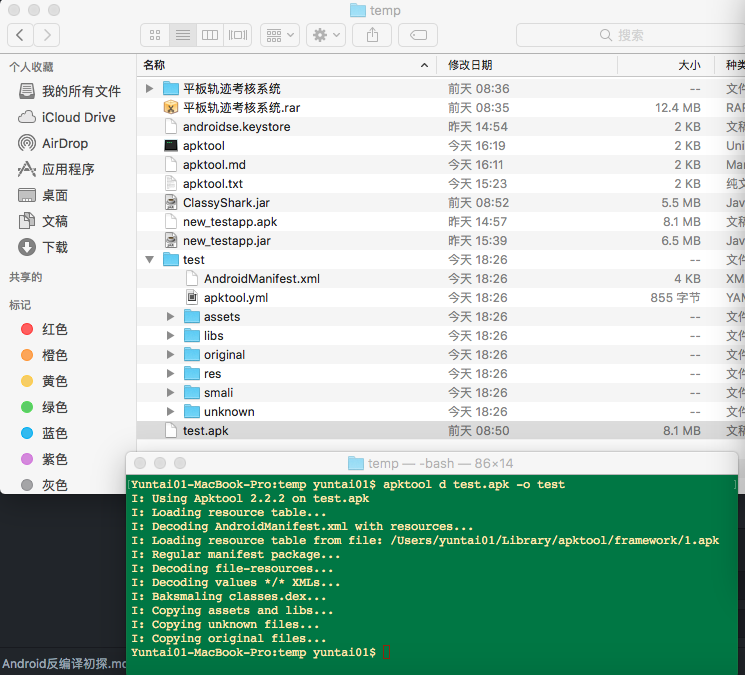 temp
搜索
个人收藏
我的所有文件
iCloud Drive
AirDrop
应用程序
桌面
文稿
下载
共享的
标记
红色
橙色
黄色
绿色
蓝色
紫色
灰色
名称 修改日期 大小 种类
平板轨迹考核系统 前天 08:36 -- 文件
平板轨迹考核系统.rar 前天 08:35 12.4 MB RAR
androidse.keystore 昨天 14:54 2 KB 文稿
apktool 今天 16:19 2 KB Uni
apktool.md 今天 16:11 2 KB Mar
apktool.txt 今天 15:23 2 KB 纯文
ClassyShark.jar 前天 08:52 5.5 MB Jav
new_testapp.apk 昨天 14:57 8.1 MB 文稿
new_testapp.jar 昨天 15:39 6.5 MB Jav
test 今天 18:26 -- 文件
AndroidManifest.xml 今天 18:26 4 KB XM
apktool.yml 今天 18:26 855 字节 YA
assets 今天 18:26 -- 文件
libs 今天 18:26 -- 文件
original 今天 18:26 -- 文件
res 今天 18:26 -- 文件
smali 今天 18:26 -- 文件
unknown 今天 18:26 -- 文件
test.apk 前天 08:50 8.1 MB 文稿
temp — -bash — 86×14
Yuntai01-MacBook-Pro:temp yuntai01$ apktool d test.apk -o test
I: Using Apktool 2.2.2 on test.apk
I: Loading resource table...
I: Decoding AndroidManifest.xml with resources...
I: Loading resource table from file: /Users/yuntai01/Library/apktool/framework/1.apk
I: Regular manifest package...
I: Decoding file-resources...
I: Decoding values */* XMLs...
I: Baksmaling classes.dex...
I: Copying assets and libs...
I: Copying unknown files...
I: Copying original files...
Yuntai01-MacBook-Pro:temp yuntai01$
Android反编译初探.md